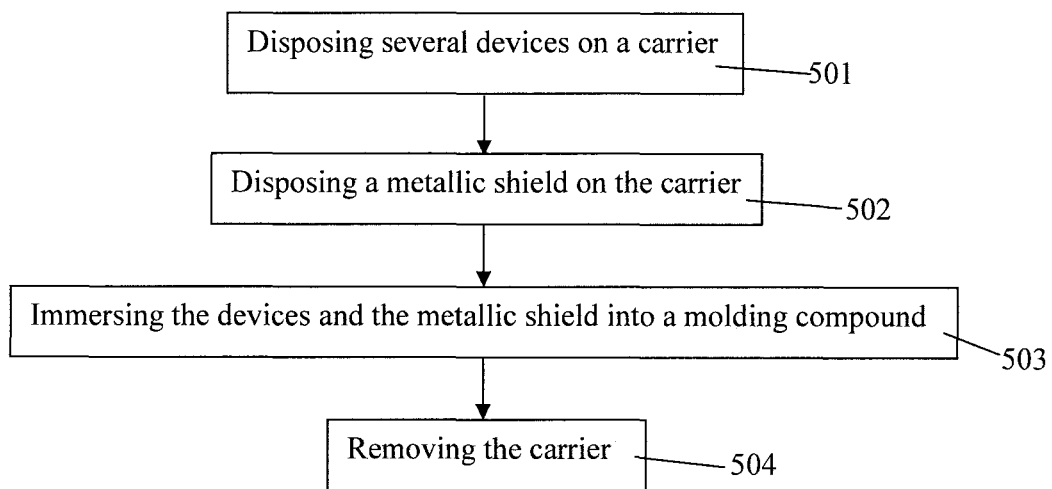 Disposing several devices on a carrier
501
Disposing a metallic shield on the carrier
502
Immersing the devices and the metallic shield into a molding compound
503
Removing the carrier
504